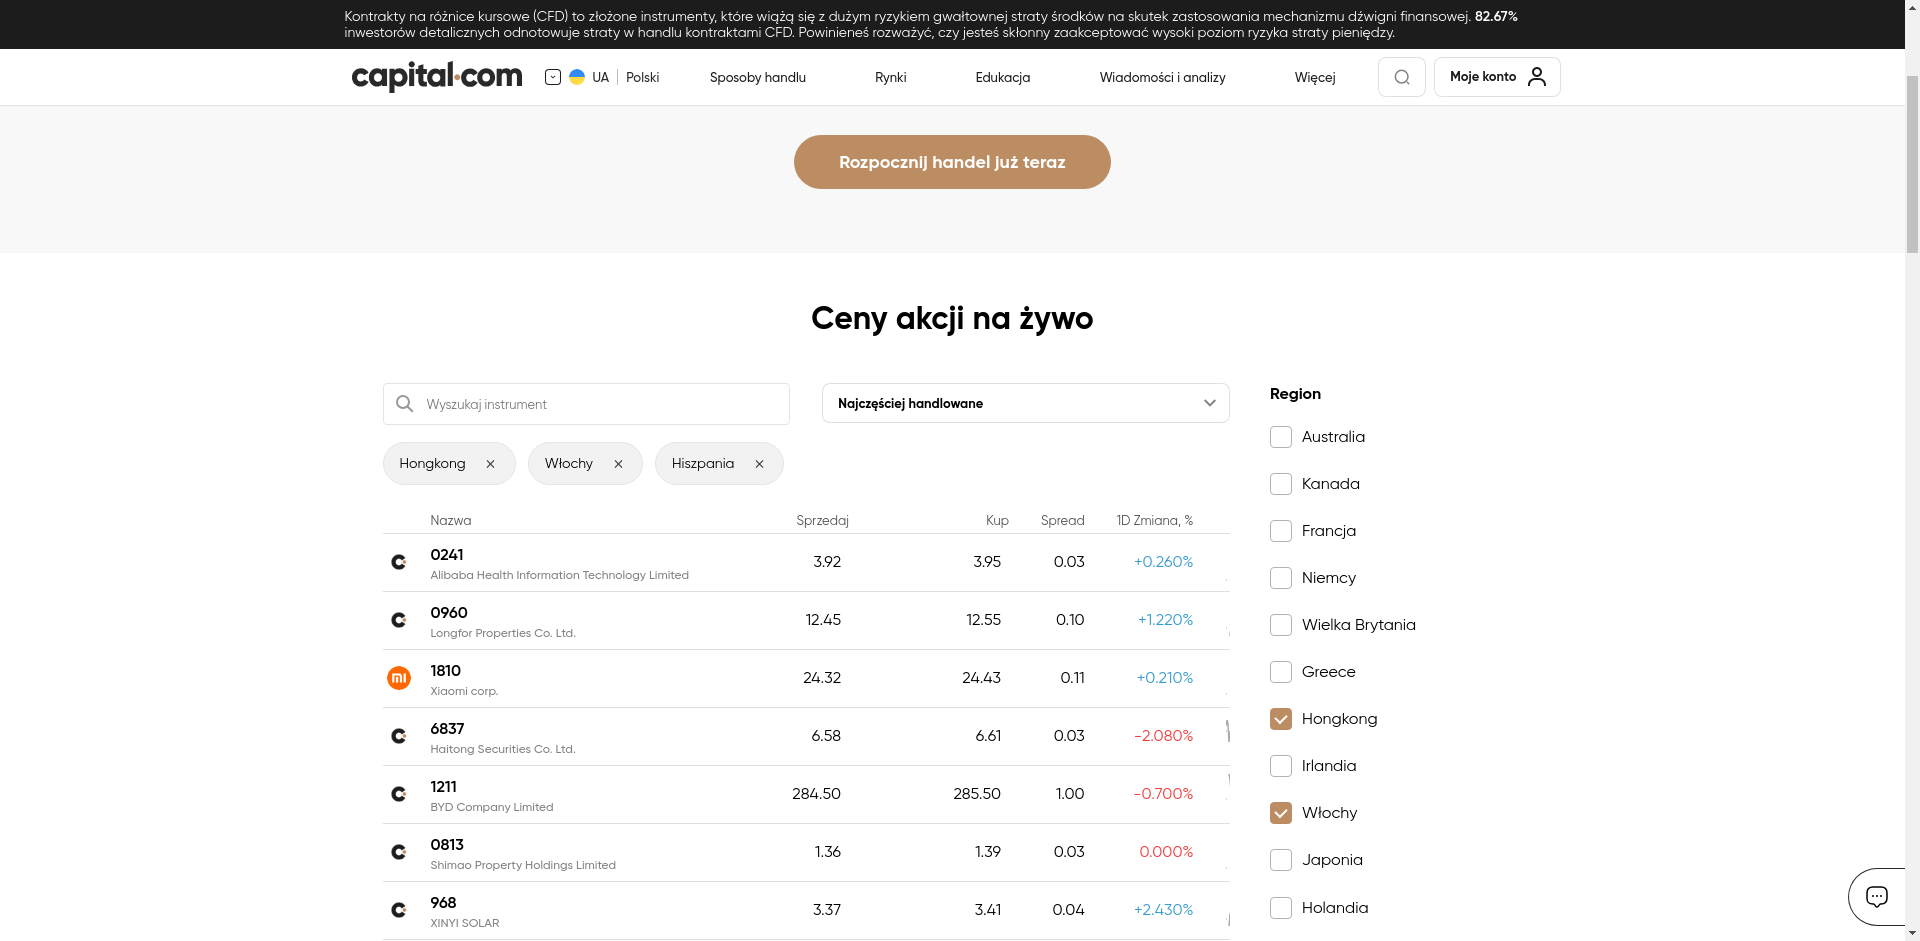 Kontrakty na różnice kursowe (CFD) to złożone instrumenty, które wiążą się z dużym ryzykiem gwałtownej straty środków na skutek zastosowania mechanizmu dźwigni finansowej. 82.67%
inwestorów detalicznych odnotowuje straty w handlu kontraktami CFD. Powinieneś rozważyć, czy jesteś skłonny zaakceptować wysoki poziom ryzyka straty pieniędzy.
capital.com UA Polski Sposoby handlu Rynki Edukacja Wiadomości i analizy Więcej Moje konto
Rozpocznij handel już teraz
Ceny akcji na żywo
Wyszukaj instrument
Najczęściej handlowane
Hongkong Włochy Hiszpania
Nazwa Sprzedaj Kup Spread 1D Zmiana, %
0241
Alibaba Health Information Technology Limited
3.92 3.95 0.03 +0.260%
0960
Longfor Properties Co. Ltd.
12.45 12.55 0.10 +1.220%
1810
Xiaomi corp.
24.32 24.43 0.11 +0.210%
6837
Haitong Securities Co. Ltd.
6.58 6.61 0.03 -2.080%
1211
BYD Company Limited
284.50 285.50 1.00 -0.700%
0813
Shimao Property Holdings Limited
1.36 1.39 0.03 0.000%
968
XINYI SOLAR
3.37 3.41 0.04 +2.430%
Region
Australia
Kanada
Francja
Niemcy
Wielka Brytania
Greece
Hongkong
Irlandia
Włochy
Japonia
Holandia